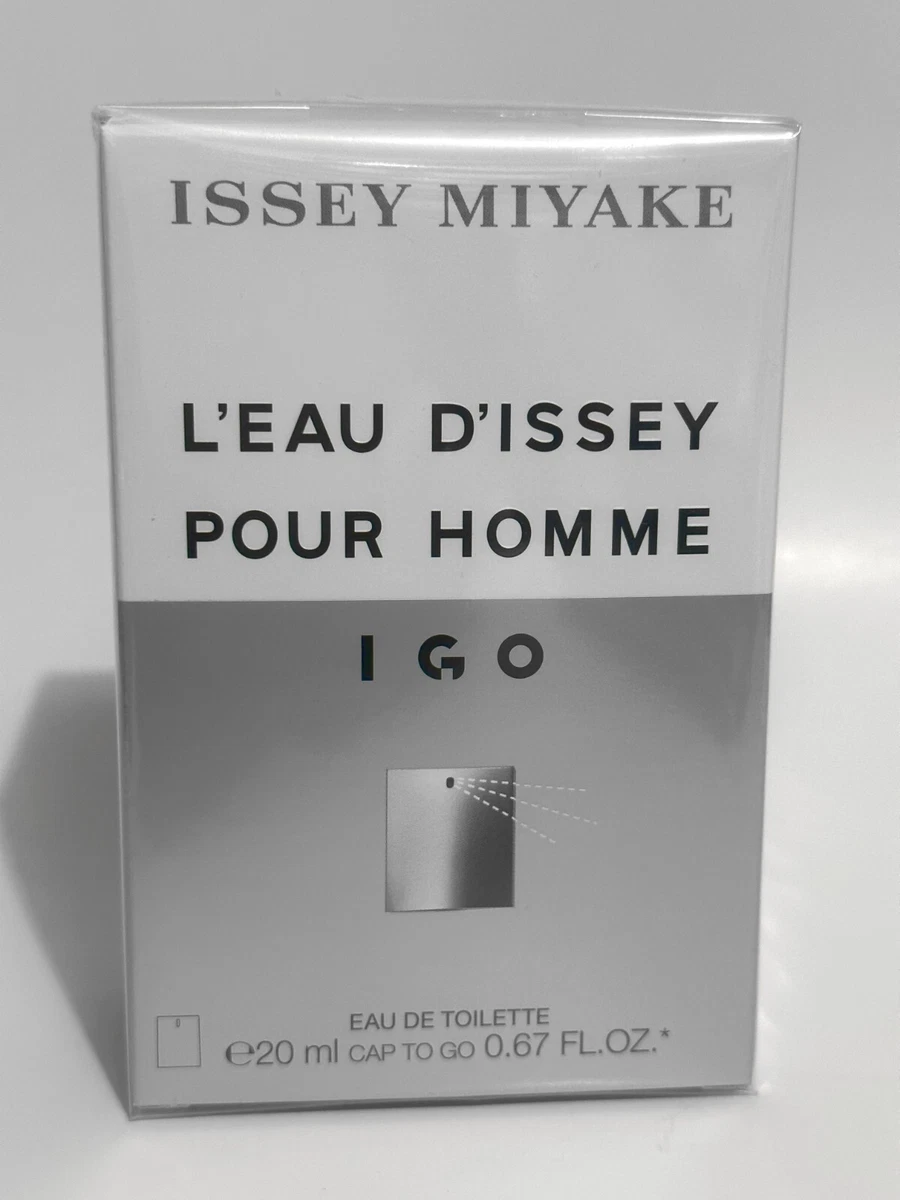 ISSEY MIYAKE
L'EAU D'ISSEY
POUR HOMME
IGO
EAU DE TOILETTE
℮20 ml CAP TO GO 0.67 FL.OZ.*